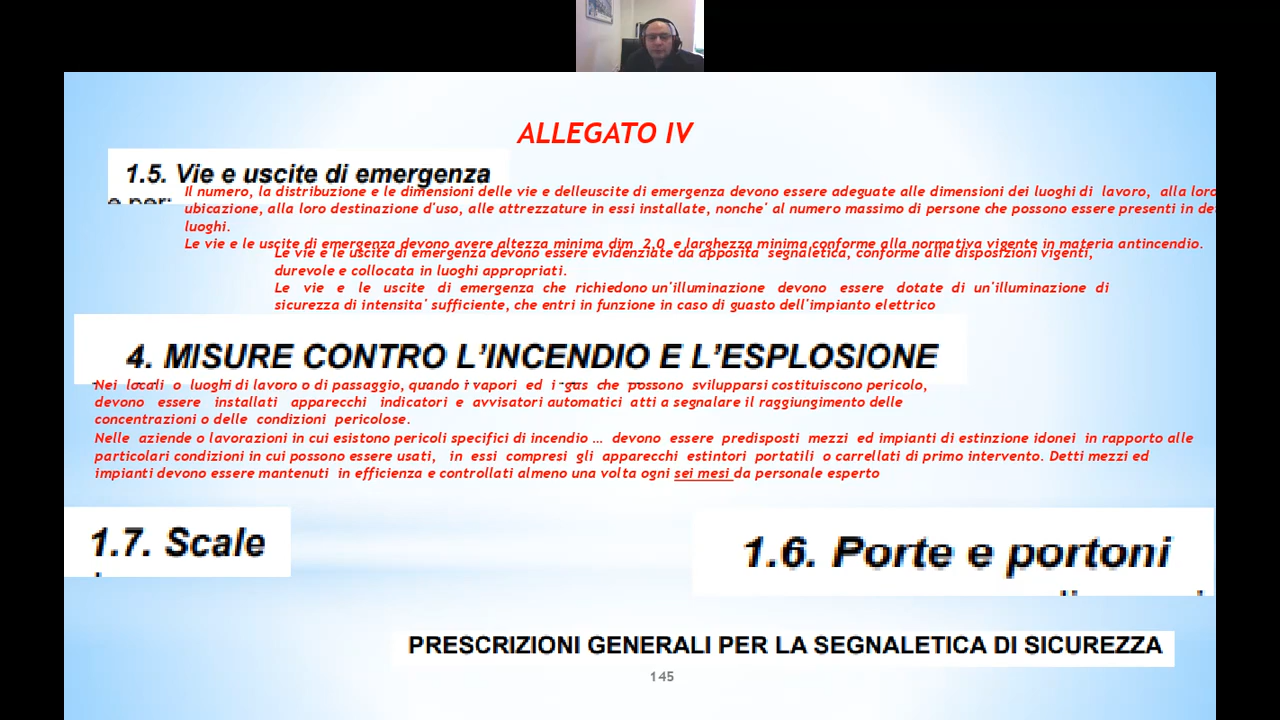 ALLEGATO IV
1.5. Vie e uscite di emergenza
e per:
Il numero, la distribuzione e le dimensioni delle vie e delleuscite di emergenza devono essere adeguate alle dimensioni dei luoghi di lavoro, alla loro
ubicazione, alla loro destinazione d'uso, alle attrezzature in essi installate, nonche' al numero massimo di persone che possono essere presenti in
luoghi.
Le vie e le uscite di emergenza devono avere altezza minima dim 2,0 e larghezza minima conforme alla normativa vigente in materia antincendio.
Le vie e le uscite di emergenza devono essere evidenziate da apposita segnaletica, conforme alle disposizioni vigenti,
durevole e collocata in luoghi appropriati.
Le vie e le uscite di emergenza che richiedono un'illuminazione devono essere dotate di un'illuminazione di
sicurezza di intensita' sufficiente, che entri in funzione in caso di guasto dell'impianto elettrico
4. MISURE CONTRO L'INCENDIO E L'ESPLOSIONE
Nei locali o luoghi di lavoro o di passaggio, quando i vapori ed i gas che possono svilupparsi costituiscono pericolo,
devono essere installati apparecchi indicatori e avvisatori automatici atti a segnalare il raggiungimento delle
concentrazioni o delle condizioni pericolose.
Nelle aziende o lavorazioni in cui esistono pericoli specifici di incendio … devono essere predisposti mezzi ed impianti di estinzione idonei in rapporto alle
particolari condizioni in cui possono essere usati, in essi compresi gli apparecchi estintori portatili o carrellati di primo intervento. Detti mezzi ed
impianti devono essere mantenuti in efficienza e controllati almeno una volta ogni sei mesi da personale esperto
1.7. Scale
1.6. Porte e portoni
PRESCRIZIONI GENERALI PER LA SEGNALETICA DI SICUREZZA
145